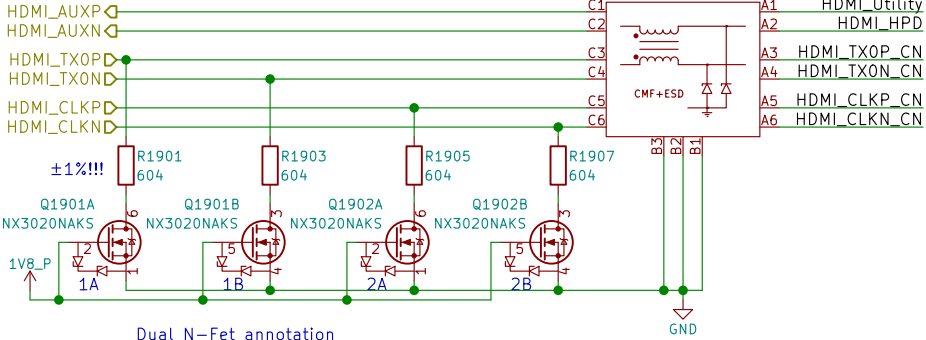 HDMI_AUXP C1 A1 HDMI_Utility
HDMI_AUXN C2 A2 HDMI_HPD
HDMI_TX0P C3 A3 HDMI_TX0P_CN
HDMI_TX0N C4 A4 HDMI_TX0N_CN
CMF+ESD
HDMI_CLKP C5 A5 HDMI_CLKP_CN
HDMI_CLKN C6 A6 HDMI_CLKN_CN
B3 B2 B1
±1%!!! R1901 R1903 R1905 R1907
604 604 604 604
Q1901A 6 Q1901B 3 Q1902A 6 Q1902B 3
NX3020NAKS NX3020NAKS NX3020NAKS NX3020NAKS
2 5 2 5
1V8_P 1 4 1 4
1A 1B 2A 2B
GND
Dual N-Fet annotation